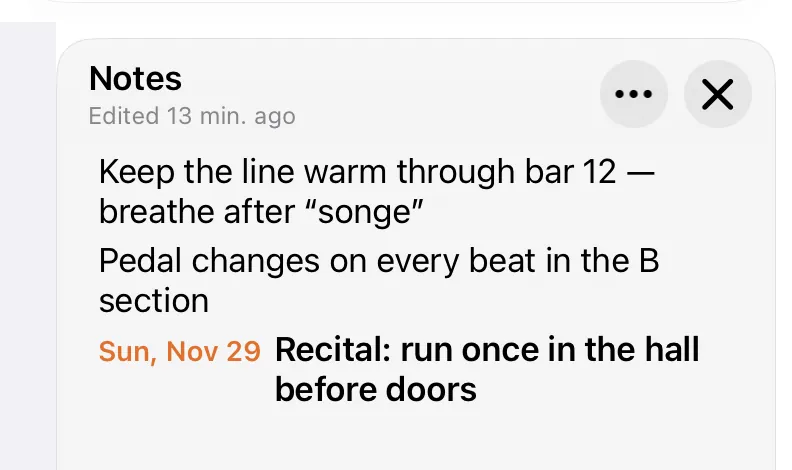 Notes
Edited 13 min. ago
Keep the line warm through bar 12 —
breathe after “songe”
Pedal changes on every beat in the B
section
Sun, Nov 29 Recital: run once in the hall
before doors